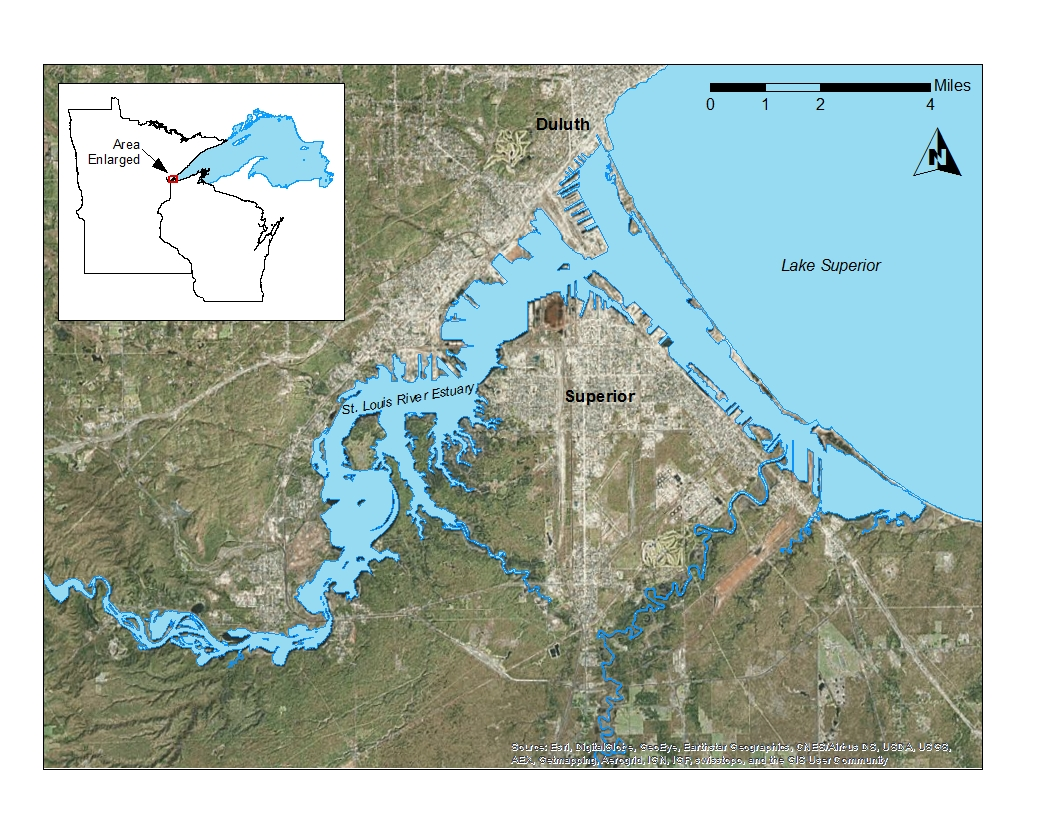 Duluth
Miles
0 1 2 4
N
Area
Enlarged
Lake Superior
St. Louis River Estuary
Superior
Source: Esri, DigitalGlobe, GeoEye, Earthstar Geographics, CNES/Airbus DS, USDA, USGS,
AEX, Getmapping, Aerogrid, IGN, IGP, swisstopo, and the GIS User Community